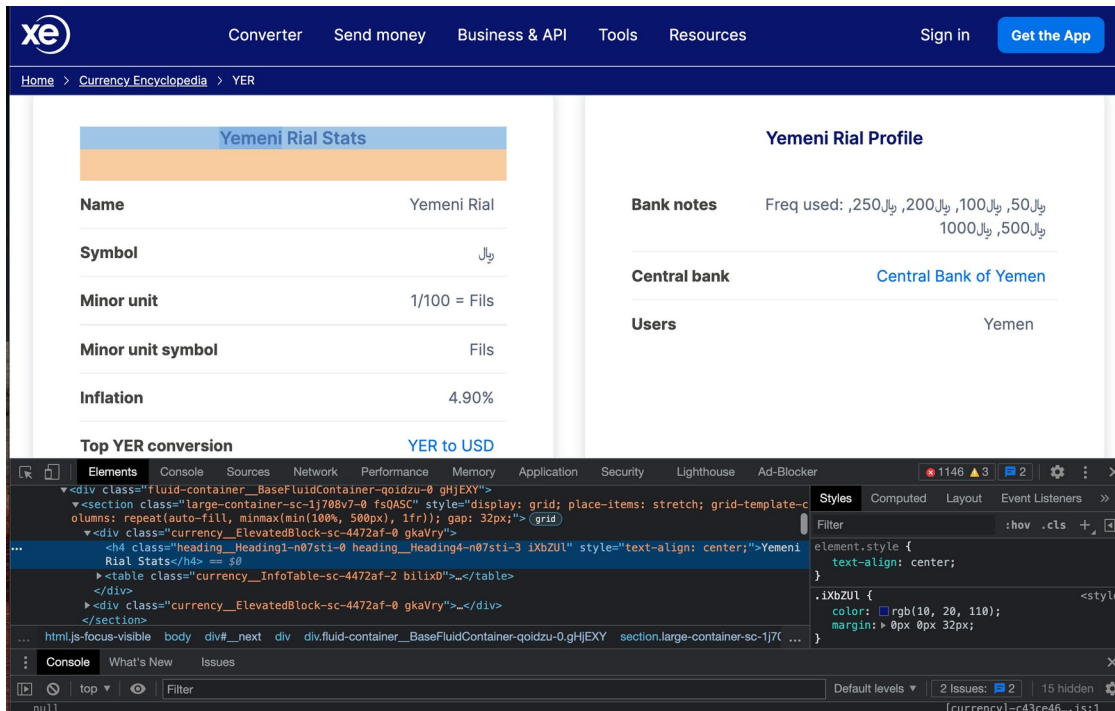 xe
Converter Send money Business & API Tools Resources Sign in Get the App
Home > Currency Encyclopedia > YER
Yemeni Rial Stats
Name Yemeni Rial
Symbol ﷼
Minor unit 1/100 = Fils
Minor unit symbol Fils
Inflation 4.90%
Top YER conversion YER to USD
Yemeni Rial Profile
Bank notes Freq used: ﷼50, ﷼100, ﷼200, ﷼250,
﷼500, ﷼1000
Central bank Central Bank of Yemen
Users Yemen
Elements Console Sources Network Performance Memory Application Security Lighthouse Ad-Blocker 1146 3 2
<div class="fluid-container__BaseFluidContainer-qoidzu-0 gHjEXY">
<section class="large-container-sc-1j708v7-0 fsQASC" style="display: grid; place-items: stretch; grid-template-c
olumns: repeat(auto-fill, minmax(min(100%, 500px), 1fr)); gap: 32px;"> grid
<div class="currency__ElevatedBlock-sc-4472af-0 gkaVry">
<h4 class="heading__Heading1-n07sti-0 heading__Heading4-n07sti-3 iXbZUl" style="text-align: center;">Yemeni
Rial Stats</h4> == $0
<table class="currency__InfoTable-sc-4472af-2 bilixD">…</table>
</div>
<div class="currency__ElevatedBlock-sc-4472af-0 gkaVry">…</div>
</section>
... html.js-focus-visible body div#__next div div.fluid-container__BaseFluidContainer-qoidzu-0.gHjEXY section.large-container-sc-1j70 ...
Styles Computed Layout Event Listeners »
Filter :hov .cls +
element.style {
text-align: center;
}
.iXbZUl { <style
color: rgb(10, 20, 110);
margin: 0px 0px 32px;
}
Console What's New Issues
top Filter Default levels 2 Issues: 2 15 hidden
null [currency]-c43ce46….js:1